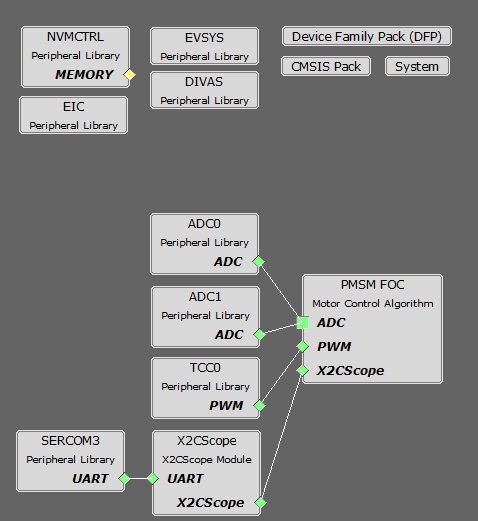 NVMCTRL
Peripheral Library
MEMORY
EVSYS
Peripheral Library
Device Family Pack (DFP)
DIVAS
Peripheral Library
CMSIS Pack
System
EIC
Peripheral Library
ADC0
Peripheral Library
ADC
ADC1
Peripheral Library
ADC
PMSM FOC
Motor Control Algorithm
ADC
PWM
X2CScope
TCC0
Peripheral Library
PWM
SERCOM3
Peripheral Library
UART
X2CScope
X2CScope Module
UART
X2CScope